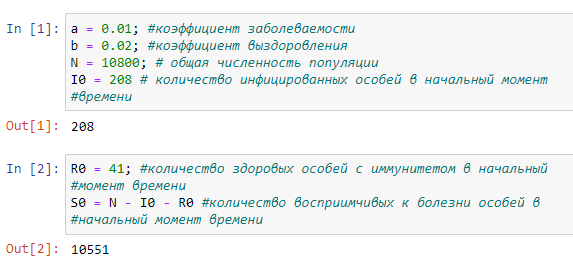 In [1]: a = 0.01; #коэффициент заболеваемости
b = 0.02; #коэффициент выздоровления
N = 10800; # общая численность популяции
I0 = 208 # количество инфицированных особей в начальный момент
#времени
Out[1]: 208
In [2]: R0 = 41; #количество здоровых особей с иммунитетом в начальный
#момент времени
S0 = N - I0 - R0 #количество восприимчивых к болезни особей в
#начальный момент времени
Out[2]: 10551